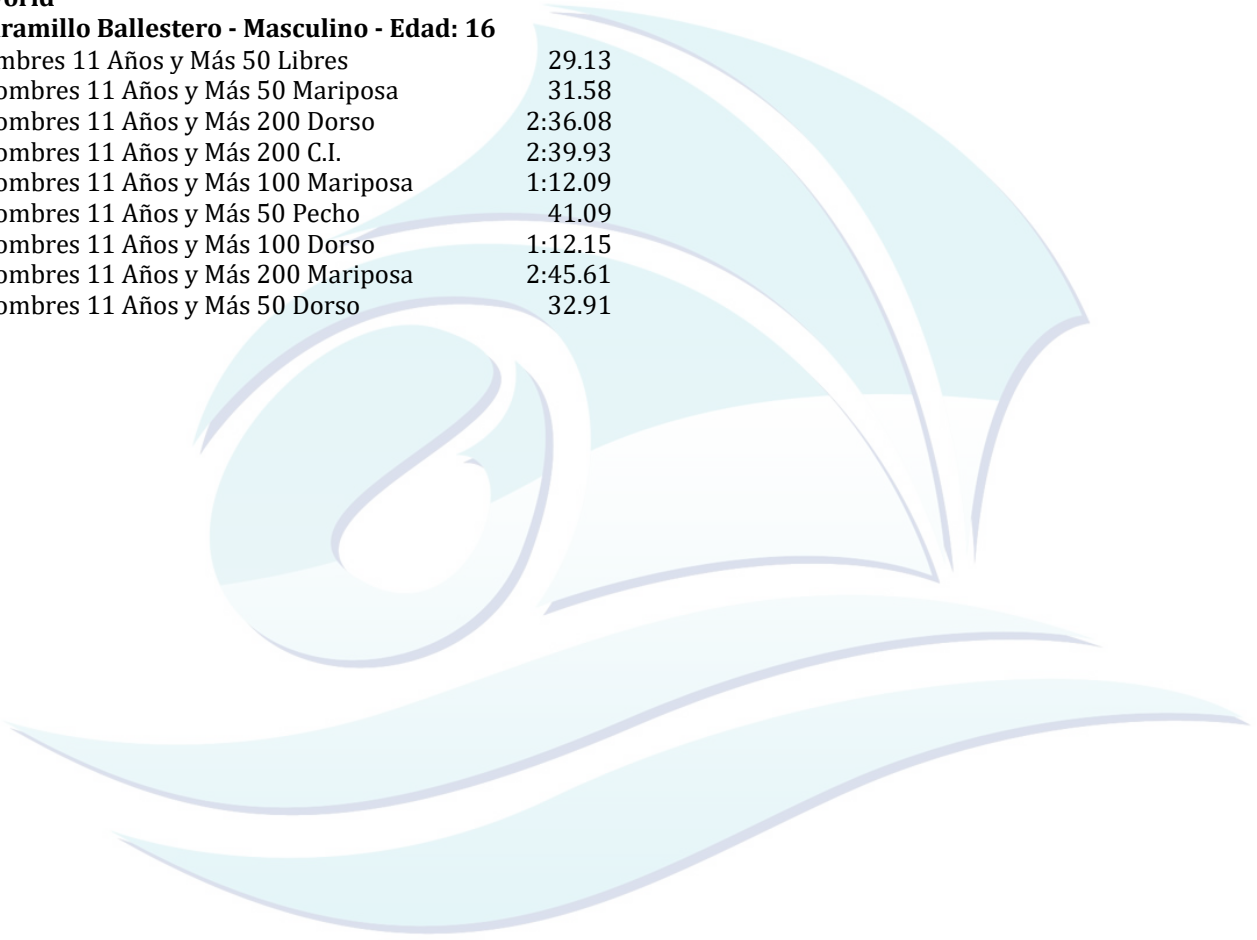 ramillo Ballestero - Masculino - Edad: 16
mbres 11 Años y Más 50 Libres 29.13
ombres 11 Años y Más 50 Mariposa 31.58
ombres 11 Años y Más 200 Dorso 2:36.08
ombres 11 Años y Más 200 C.I. 2:39.93
ombres 11 Años y Más 100 Mariposa 1:12.09
ombres 11 Años y Más 50 Pecho 41.09
ombres 11 Años y Más 100 Dorso 1:12.15
ombres 11 Años y Más 200 Mariposa 2:45.61
ombres 11 Años y Más 50 Dorso 32.91